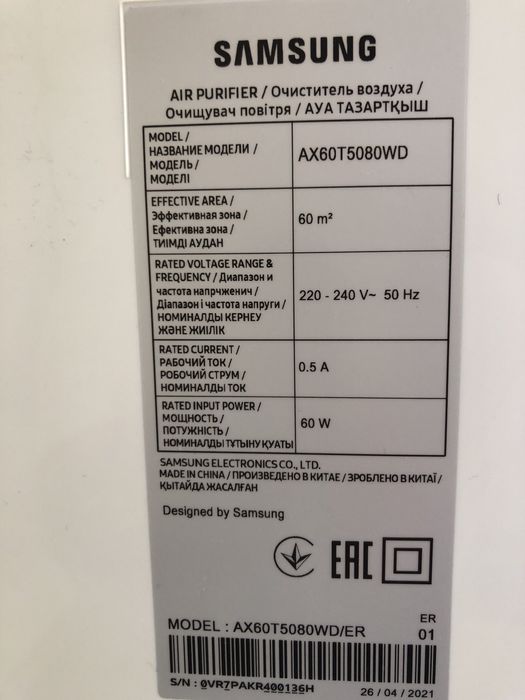 SAMSUNG
AIR PURIFIER / Очиститель воздуха /
Очищувач повітря / АУА ТАЗАРТҚЫШ
MODEL /
НАЗВАНИЕ МОДЕЛИ /
МОДЕЛЬ /
МОДЕЛІ
AX60T5080WD
EFFECTIVE AREA /
Эффективная зона /
Ефективна зона /
ТИІМДІ АУДАН
60 m²
RATED VOLTAGE RANGE &
FREQUENCY / Диапазон и
частота напрчжении /
Діапазон і частота напруги /
НОМИНАЛДЫ КЕРНЕУ
ЖӘНЕ ЖИІЛІК
220 - 240 V~ 50 Hz
RATED CURRENT /
РАБОЧИЙ ТОК /
РОБОЧИЙ СТРУМ /
НОМИНАЛДЫ ТОК
0.5 A
RATED INPUT POWER /
МОЩНОСТЬ /
ПОТУЖНІСТЬ /
НОМИНАЛДЫ ТҰТЫНУ ҚУАТЫ
60 W
SAMSUNG ELECTRONICS CO., LTD.
MADE IN CHINA / ПРОИЗВЕДЕНО В КИТАЕ / ЗРОБЛЕНО В КИТАЇ /
ҚЫТАЙДА ЖАСАЛҒАН
Designed by Samsung
EAC
MODEL : AX60T5080WD/ER
ER
01
S/N : 0VR7PAKR400136H
26 / 04 / 2021